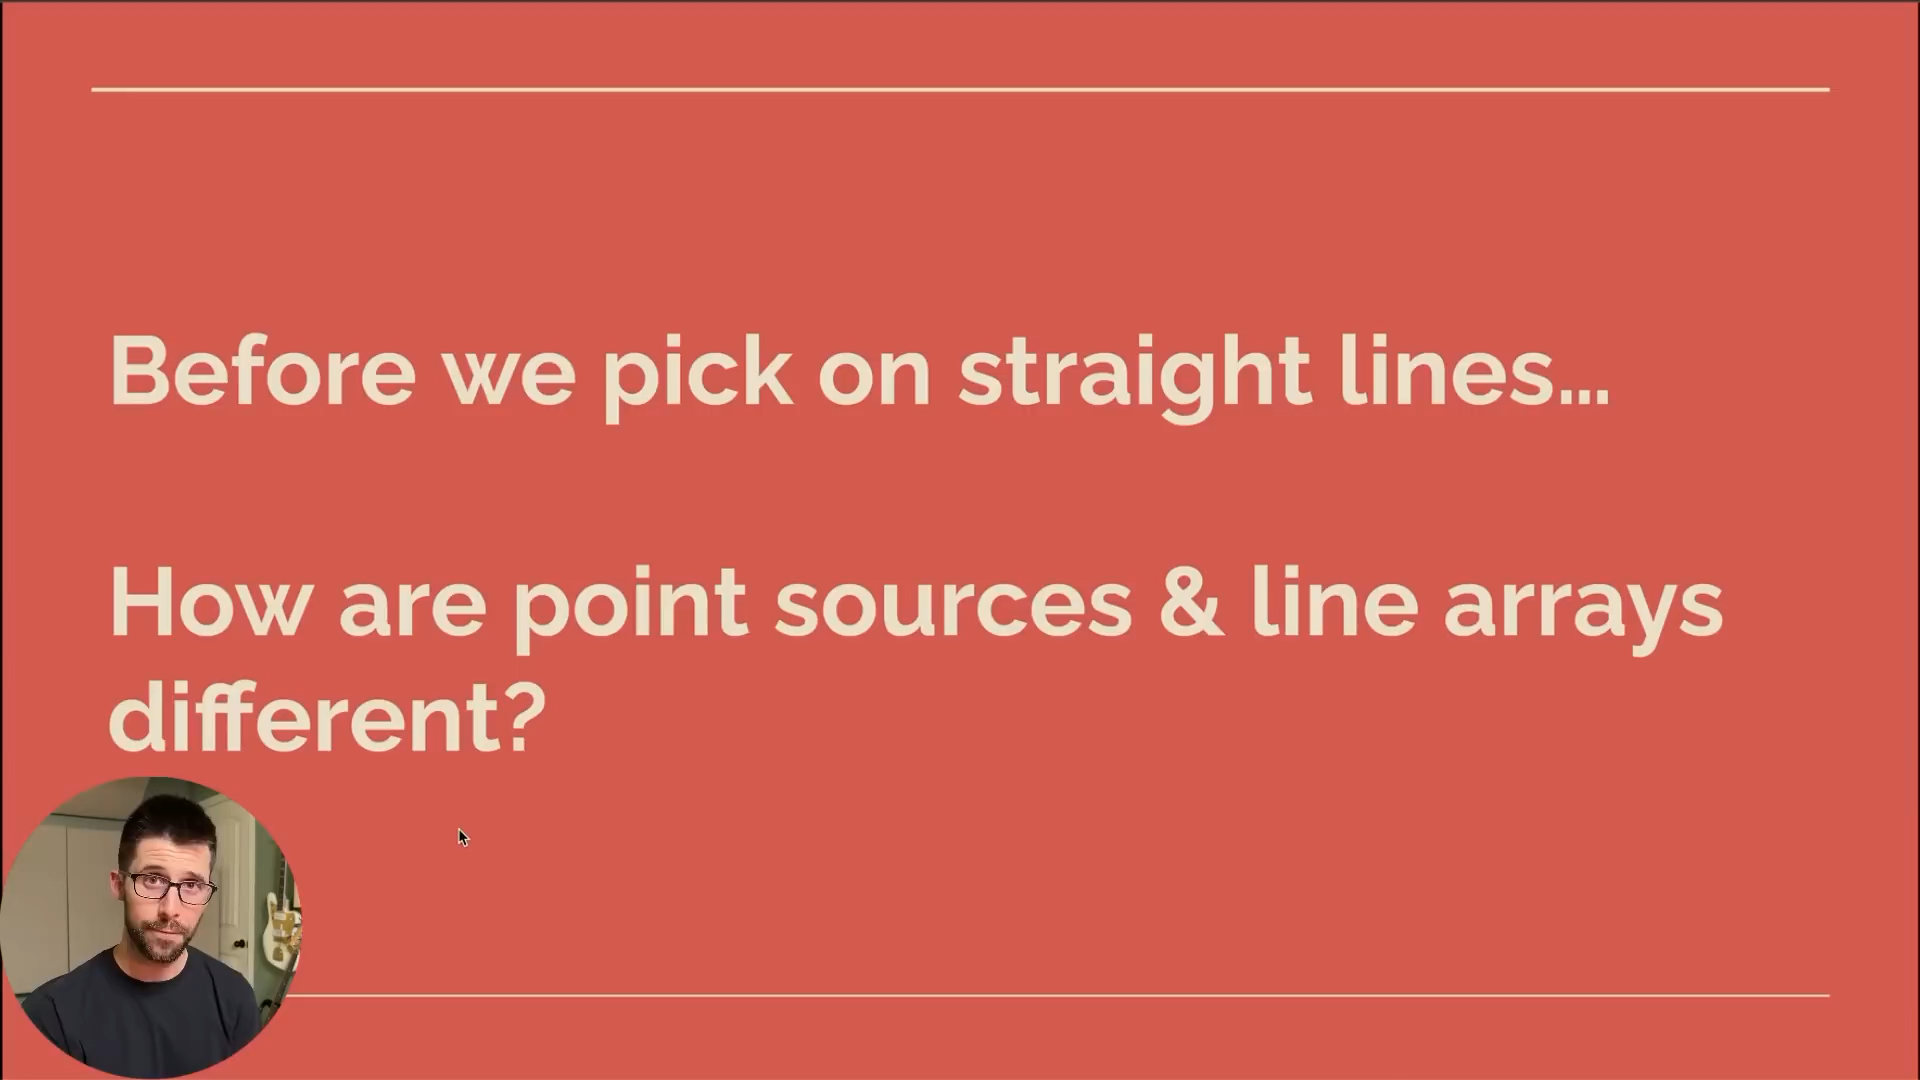 Before we pick on straight lines…
How are point sources & line arrays
different?